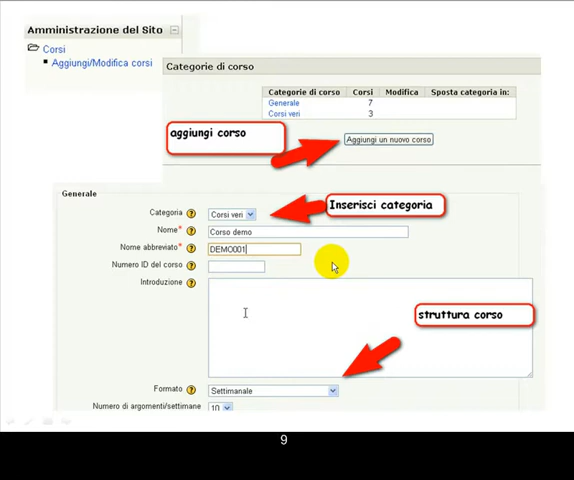 Amministrazione del Sito
Corsi
Aggiungi/Modifica corsi
Categorie di corso
Categorie di corso Corsi Modifica Sposta categoria in:
Generale 7
Corsi veri 3
aggiungi corso
Aggiungi un nuovo corso
Generale
Categoria ? Corsi veri
Inserisci categoria
Nome* ? Corso demo
Nome abbreviato* ? DEMO001
Numero ID del corso ?
Introduzione ?
struttura corso
Formato ? Settimanale
Numero di argomenti/settimane 10
9